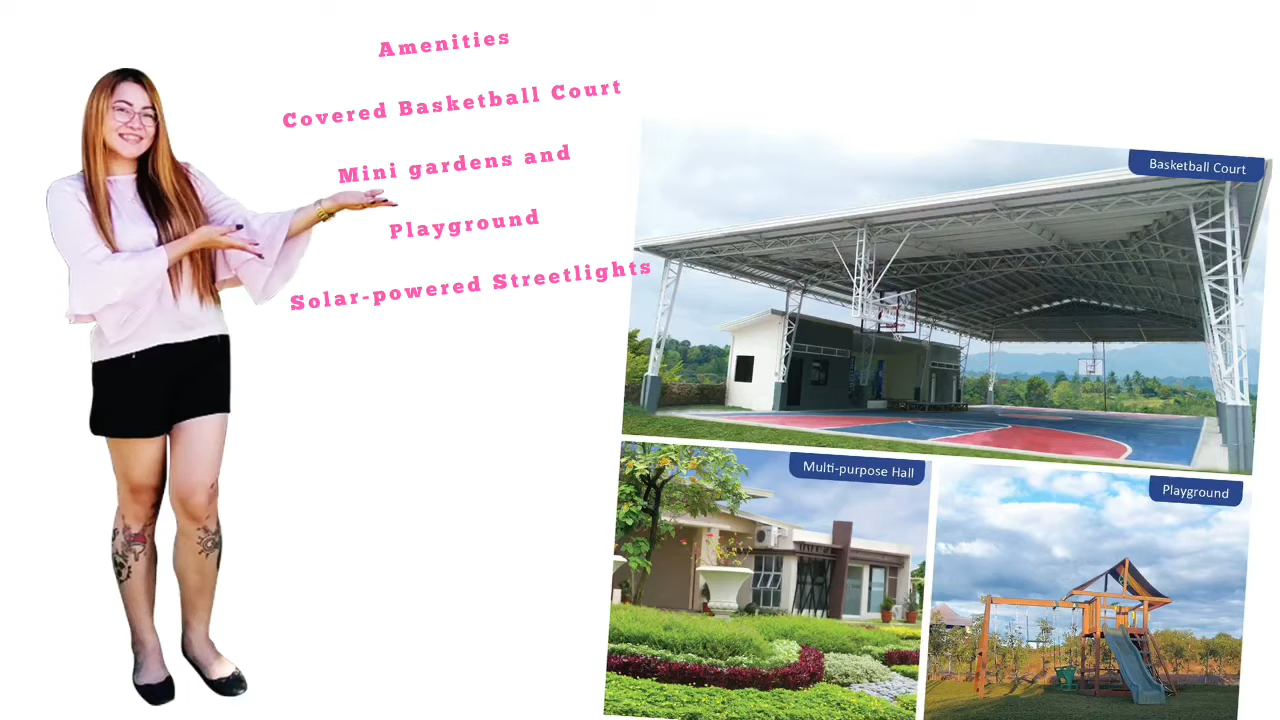 Amenities
Covered Basketball Court
Mini gardens and
Playground
Solar-powered Streetlights
Basketball Court
Multi-purpose Hall
Playground